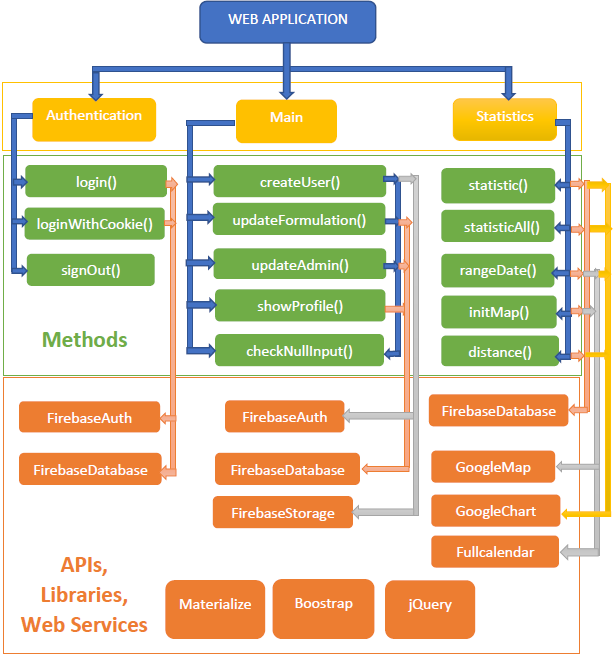 WEB APPLICATION
Authentication
Main
Statistics
login()
createUser()
statistic()
loginWithCookie()
updateFormulation()
statisticAll()
signOut()
updateAdmin()
rangeDate()
showProfile()
initMap()
Methods
checkNullInput()
distance()
FirebaseAuth
FirebaseAuth
FirebaseDatabase
FirebaseDatabase
FirebaseDatabase
GoogleMap
FirebaseStorage
GoogleChart
Fullcalendar
APIs,
Libraries,
Web Services
Materialize
Boostrap
jQuery